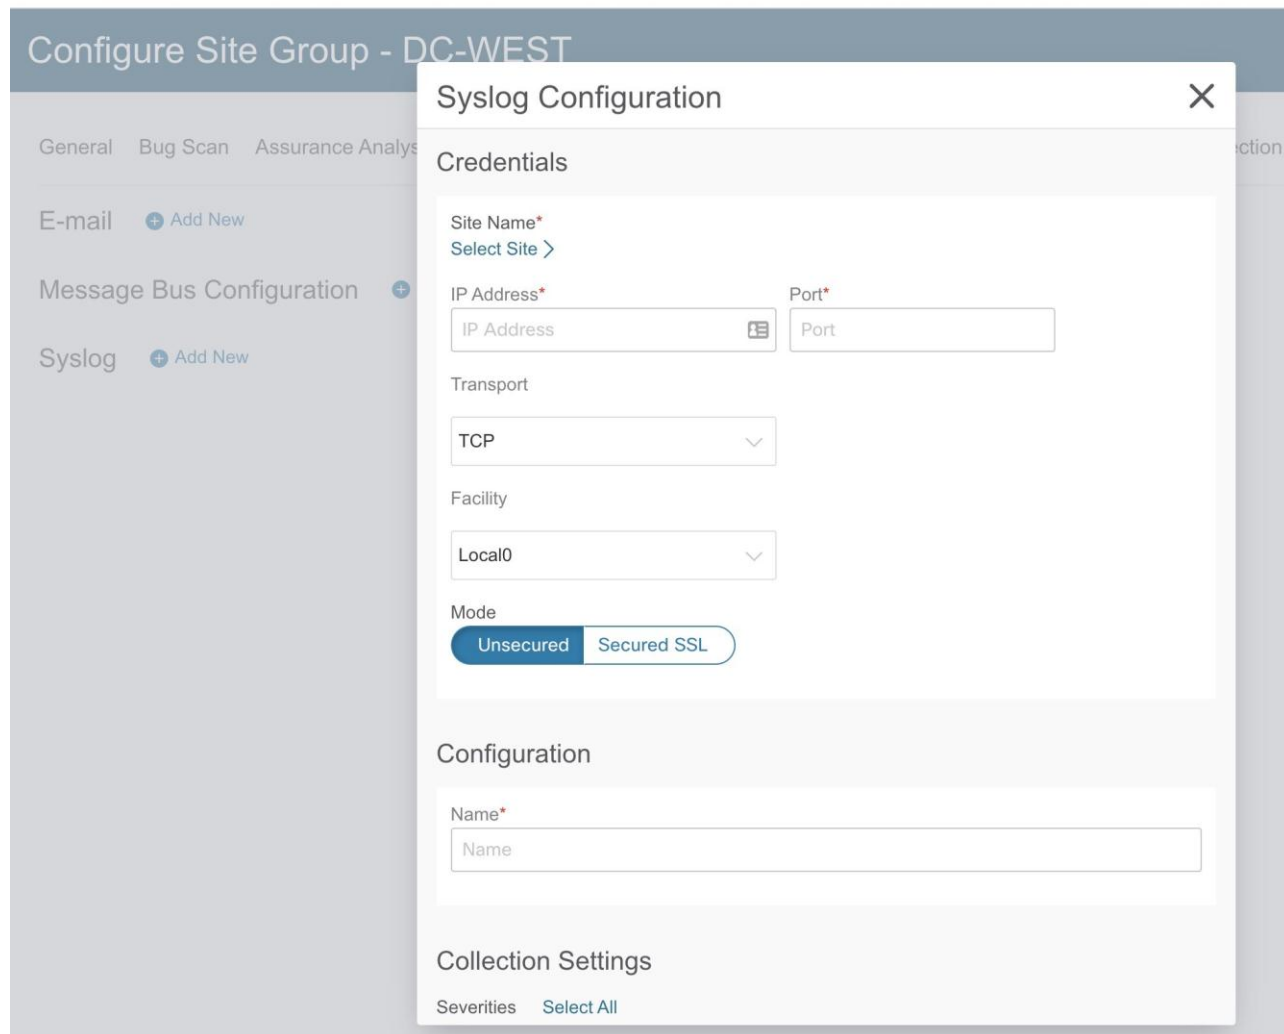 Configure Site Group - DC-WEST
General Bug Scan Assurance Analys ction
E-mail Add New
Message Bus Configuration
Syslog Add New
Syslog Configuration
Credentials
Site Name*
Select Site >
IP Address* Port*
IP Address Port
Transport
TCP
Facility
Local0
Mode
Unsecured Secured SSL
Configuration
Name*
Name
Collection Settings
Severities Select All